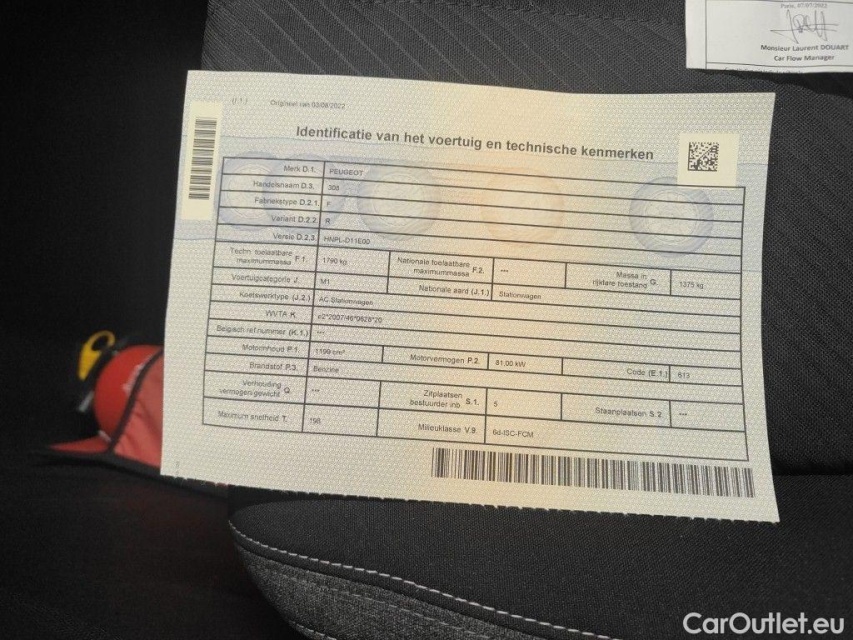 Paris, 07/07/2022
Monsieur Laurent DOUART
Car Flow Manager
(J.1.) Origineel van 03/08/2022
Identificatie van het voertuig en technische kenmerken
Merk D.1. PEUGEOT
Handelsnaam D.3. 308
Fabriekstype D.2.1. F
Variant D.2.2. R
Versie D.2.3. HNPL-D11E00
Techn. toelaatbare maximummassa F.1. 1790 kg Nationale toelaatbare maximummassa F.2. --- Massa in rijklare toestand G. 1375 kg
Voertuigcategorie J. M1 Nationale aard (J.1.) Stationwagen
Koetswerktype (J.2.) AC Stationwagen
WVTA K. e2*2007/46*0628*20
Belgisch ref.nummer (K.1.) ---
Motorinhoud P.1. 1199 cm³ Motorvermogen P.2. 81.00 kW Code (E.1.) 613
Brandstof P.3. Benzine
Verhouding vermogen/gewicht Q. --- Zitplaatsen bestuurder inb. S.1. 5 Staanplaatsen S.2. ---
Maximum snelheid T. 198 Milieuklasse V.9. 6d-ISC-FCM
CarOutlet.eu